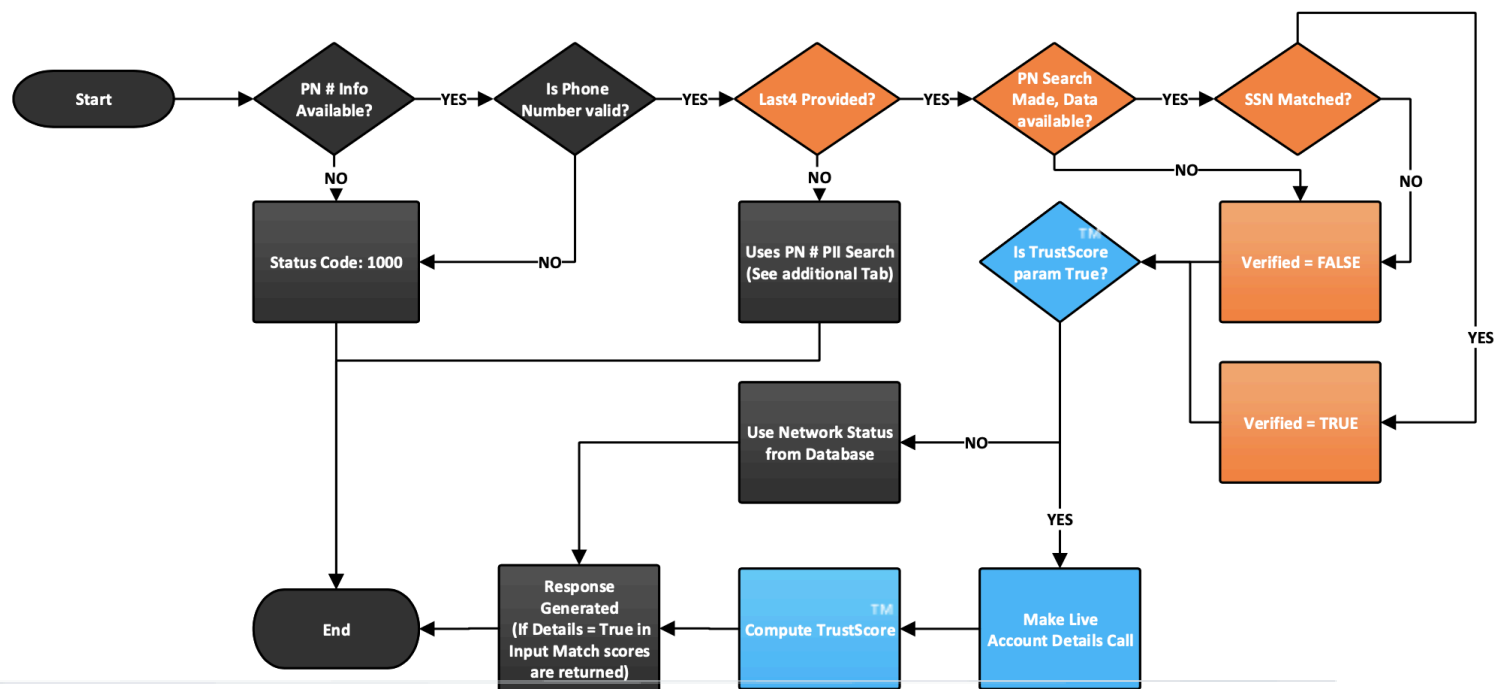 Start
PN # Info
Available?
YES
Is Phone
Number valid?
YES
Last4 Provided?
YES
PN Search
Made, Data
available?
YES
SSN Matched?
NO
NO
NO
NO
Status Code: 1000
NO
Uses PN # PII Search
(See additional Tab)
TM
Is TrustScore
param True?
Verified = FALSE
YES
Verified = TRUE
Use Network Status
from Database
NO
YES
Response
Generated
(If Details = True in
Input Match scores
are returned)
End
TM
Compute TrustScore
Make Live
Account Details Call